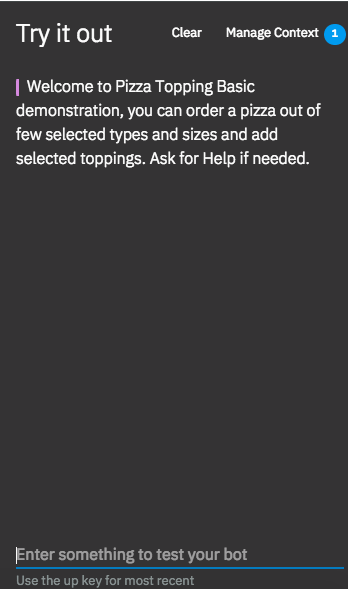 Try it out
Clear
Manage Context
1
Welcome to Pizza Topping Basic
demonstration, you can order a pizza out of
few selected types and sizes and add
selected toppings. Ask for Help if needed.
Enter something to test your bot
Use the up key for most recent